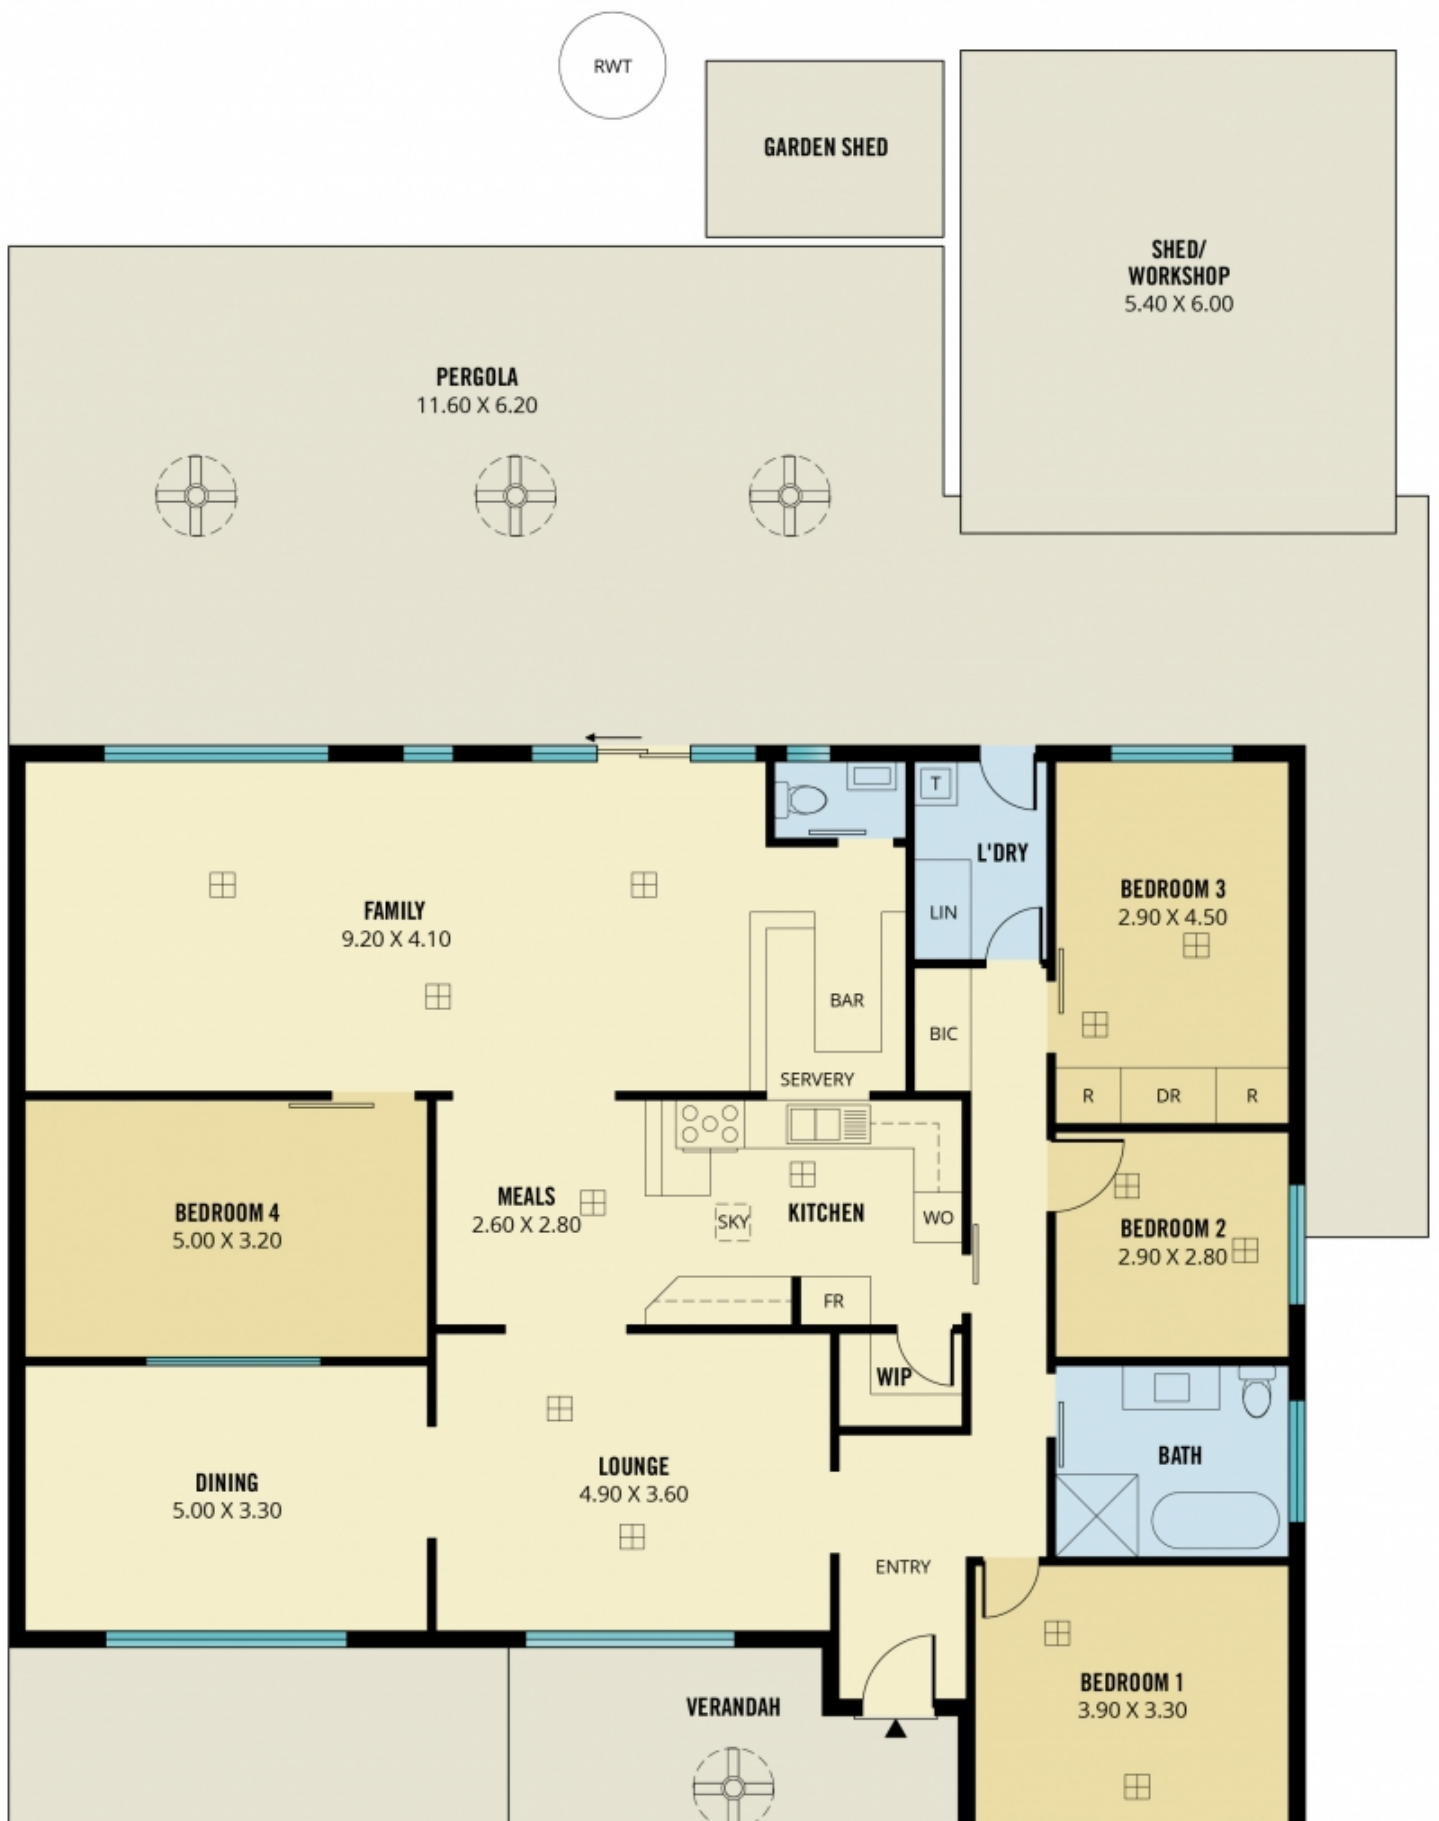 RWT
GARDEN SHED
SHED/
WORKSHOP
5.40 X 6.00
PERGOLA
11.60 X 6.20
T
L'DRY
LIN
FAMILY
9.20 X 4.10
BEDROOM 3
2.90 X 4.50
BAR
BIC
SERVERY
R
DR
R
BEDROOM 4
5.00 X 3.20
MEALS
2.60 X 2.80
SKY
KITCHEN
WO
BEDROOM 2
2.90 X 2.80
FR
WIP
DINING
5.00 X 3.30
LOUNGE
4.90 X 3.60
BATH
ENTRY
VERANDAH
BEDROOM 1
3.90 X 3.30